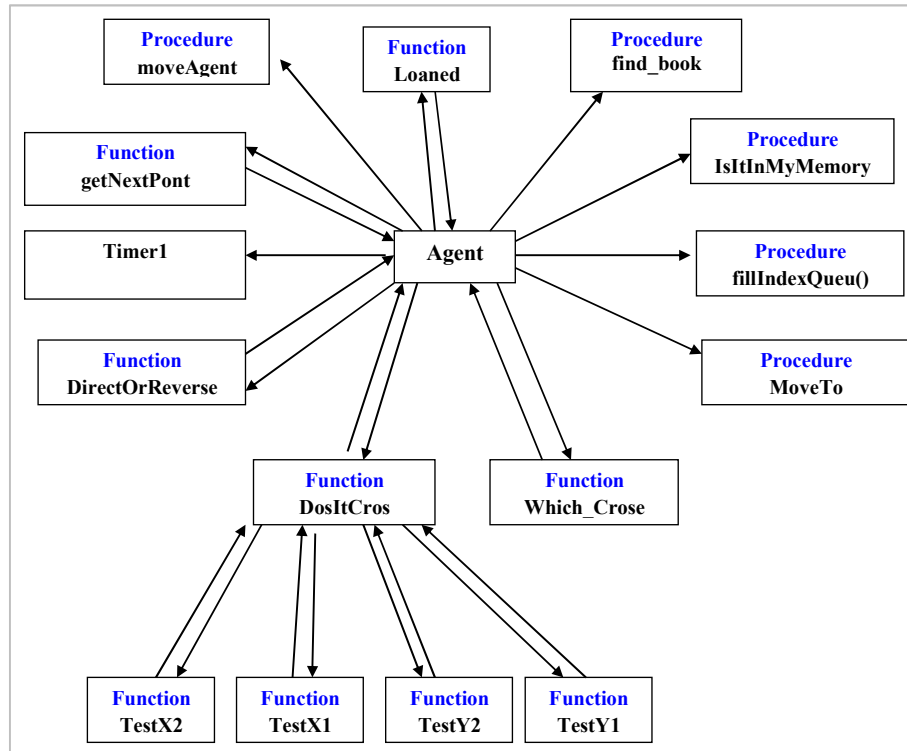 Procedure
moveAgent
Function
Loaned
Procedure
find_book
Function
getNextPont
Procedure
IsItInMyMemory
Timer1
Agent
Procedure
fillIndexQueu()
Function
DirectOrReverse
Procedure
MoveTo
Function
DosItCros
Function
Which_Crose
Function
TestX2
Function
TestX1
Function
TestY2
Function
TestY1